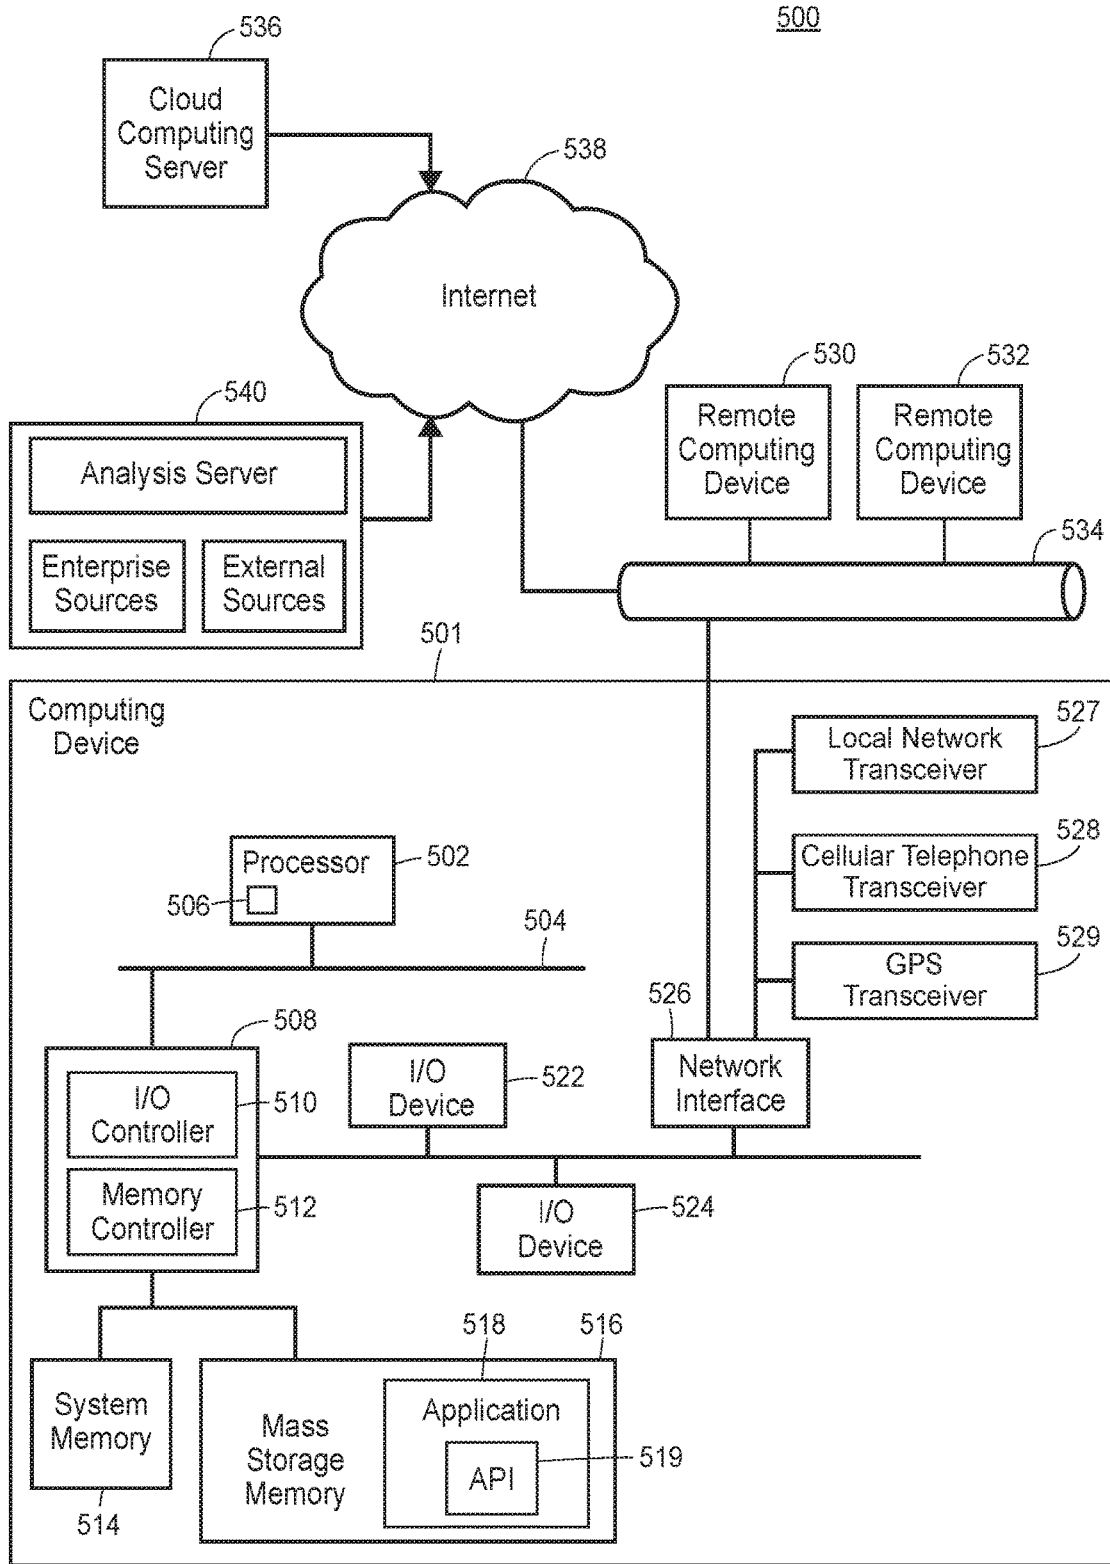 500
536
Cloud
Computing
Server
538
Internet
530
532
Remote
Computing
Device
Remote
Computing
Device
540
Analysis Server
Enterprise
Sources
External
Sources
534
501
Computing
Device
527
Local Network
Transceiver
528
Cellular Telephone
Transceiver
529
GPS
Transceiver
Processor
502
506
504
526
Network
Interface
508
I/O
Controller
510
Memory
Controller
512
I/O
Device
522
I/O
Device
524
518
516
System
Memory
514
Mass
Storage
Memory
Application
API
519